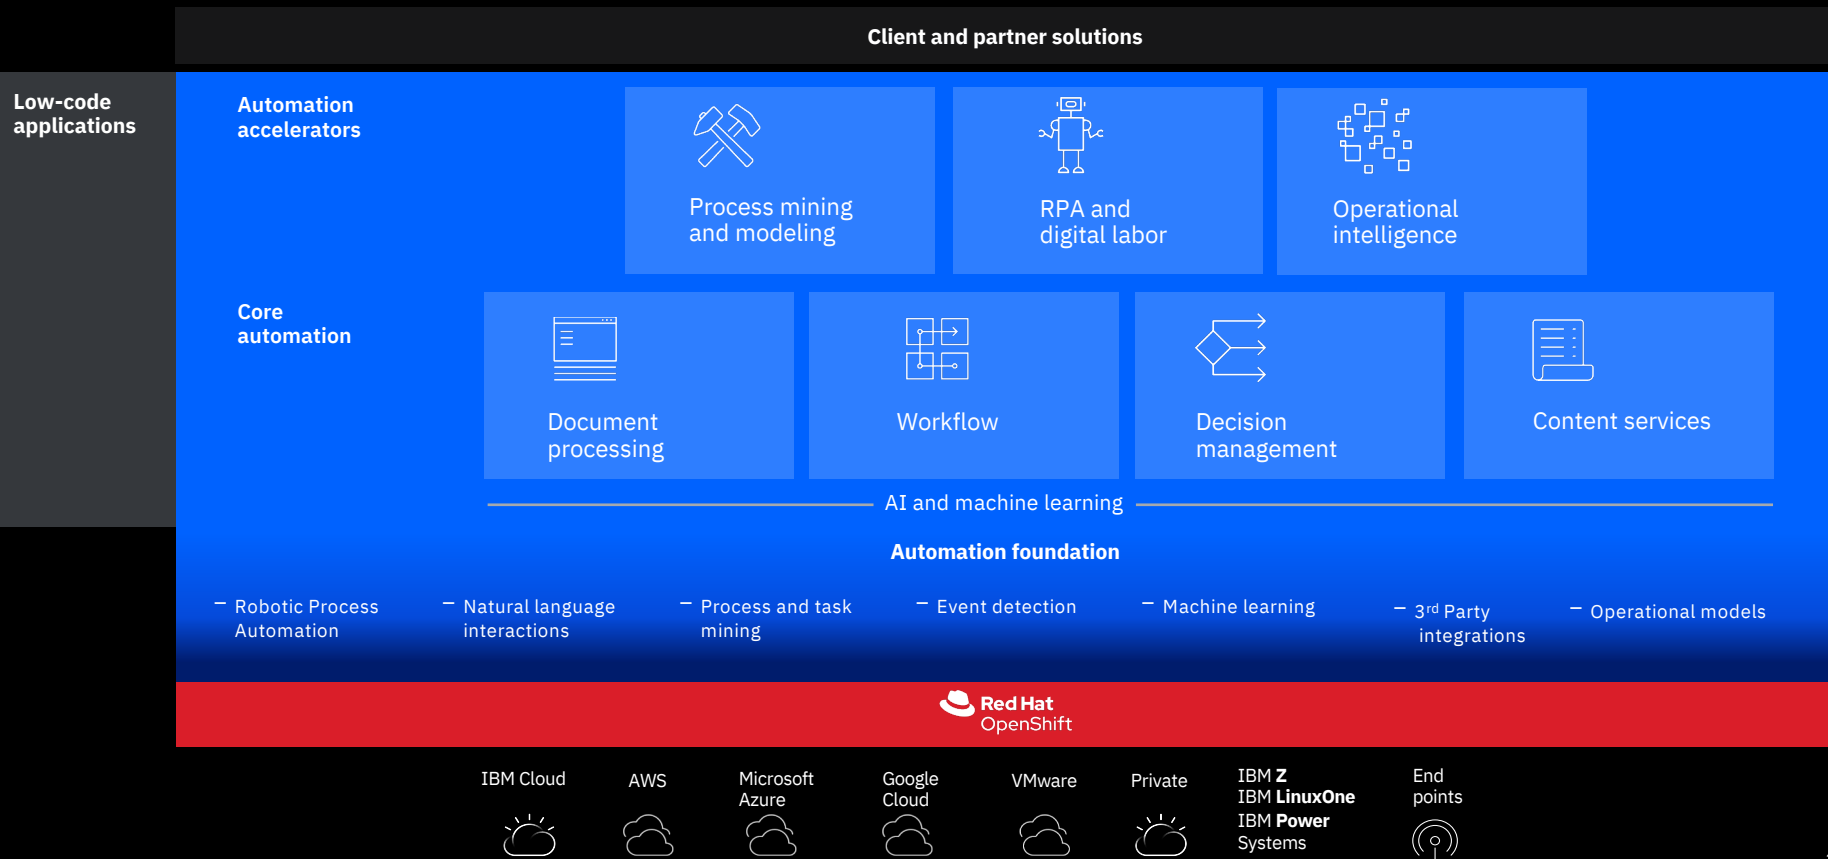 Client and partner solutions
Low-code
applications
Automation
accelerators
Process mining
and modeling
RPA and
digital labor
Operational
intelligence
Core
automation
Document
processing
Workflow
Decision
management
Content services
AI and machine learning
Automation foundation
– Robotic Process
Automation
– Natural language
interactions
– Process and task
mining
– Event detection
– Machine learning
– 3rd Party
integrations
– Operational models
Red Hat
OpenShift
IBM Cloud
AWS
Microsoft
Azure
Google
Cloud
VMware
Private
IBM Z
IBM LinuxOne
IBM Power
Systems
End
points